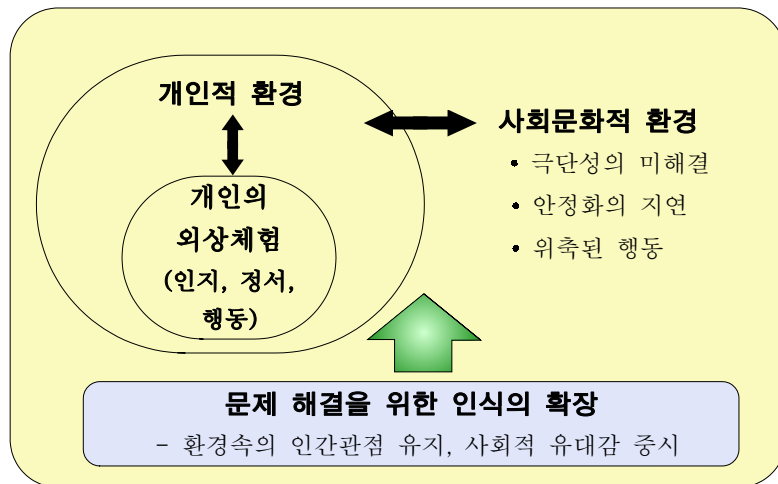 개인적 환경
개인의
외상체험
(인지, 정서,
행동)
사회문화적 환경
• 극단성의 미해결
• 안정화의 지연
• 위축된 행동
문제 해결을 위한 인식의 확장
- 환경속의 인간관점 유지, 사회적 유대감 중시